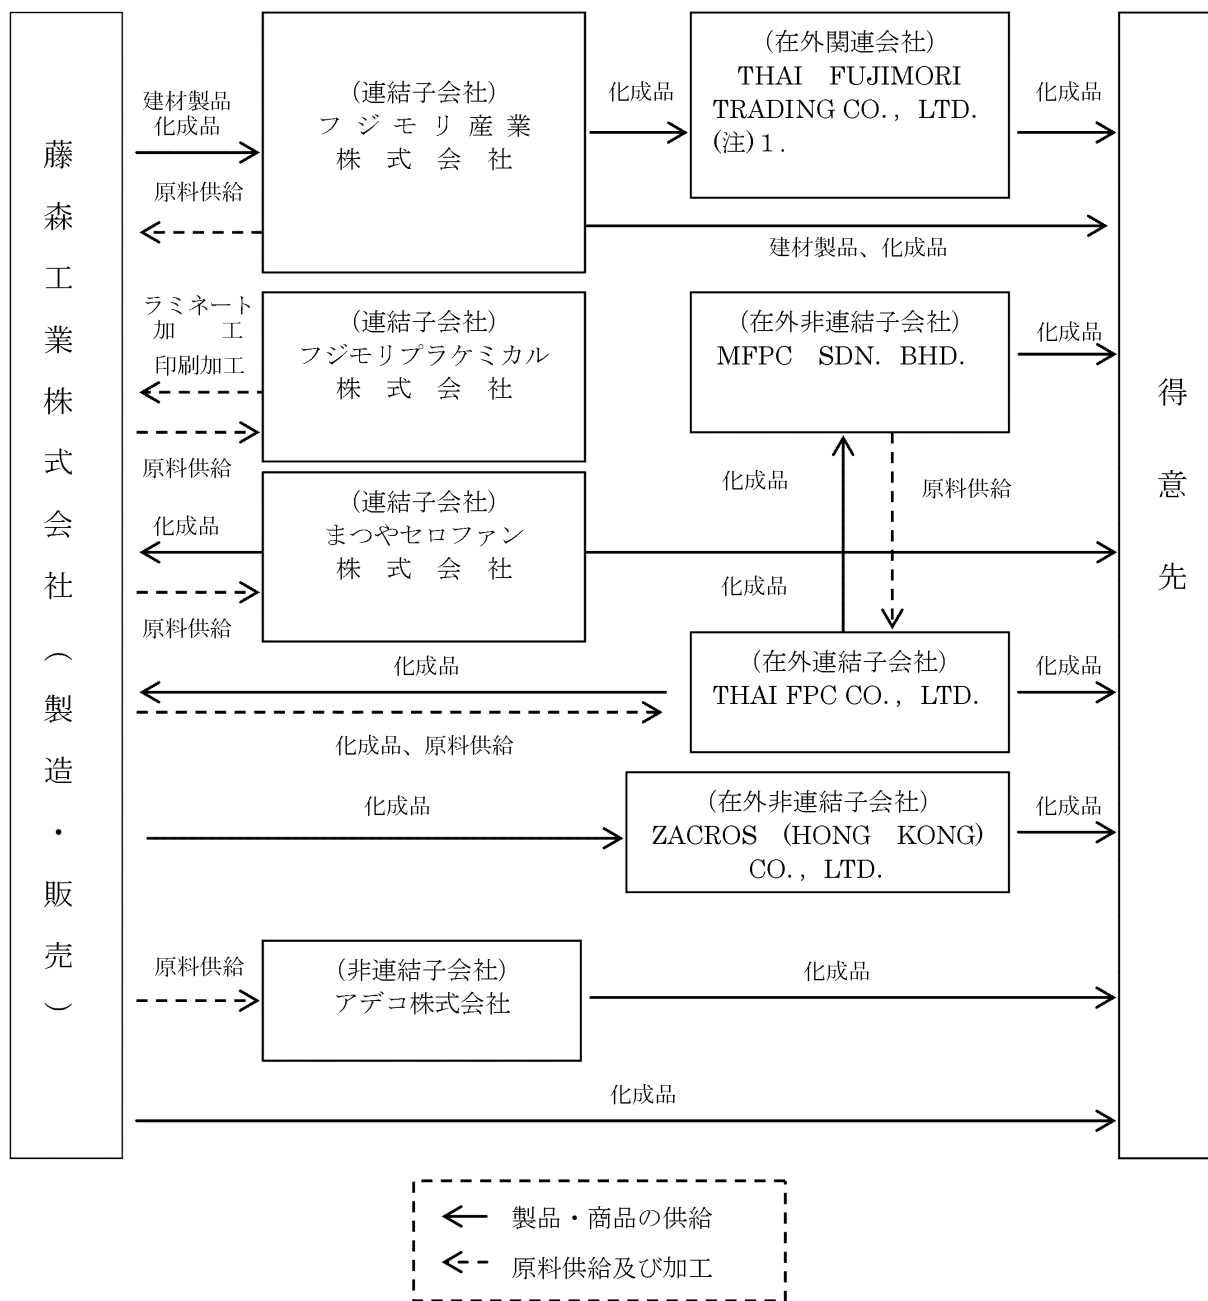 藤森工業株式会社（製造・販売）
建材製品
化成品
原料供給
(連結子会社)
フジモリ産業
株式会社
化成品
(在外関連会社)
THAI FUJIMORI
TRADING CO., LTD.
(注)1.
化成品
建材製品、化成品
ラミネート
加工
印刷加工
原料供給
(連結子会社)
フジモリプラケミカル
株式会社
(在外非連結子会社)
MFPC SDN. BHD.
化成品
化成品
原料供給
化成品
原料供給
(連結子会社)
まつやセロファン
株式会社
化成品
化成品
化成品、原料供給
(在外連結子会社)
THAI FPC CO., LTD.
化成品
化成品
(在外非連結子会社)
ZACROS (HONG KONG)
CO., LTD.
化成品
原料供給
(非連結子会社)
アデコ株式会社
化成品
化成品
得意先
製品・商品の供給
原料供給及び加工